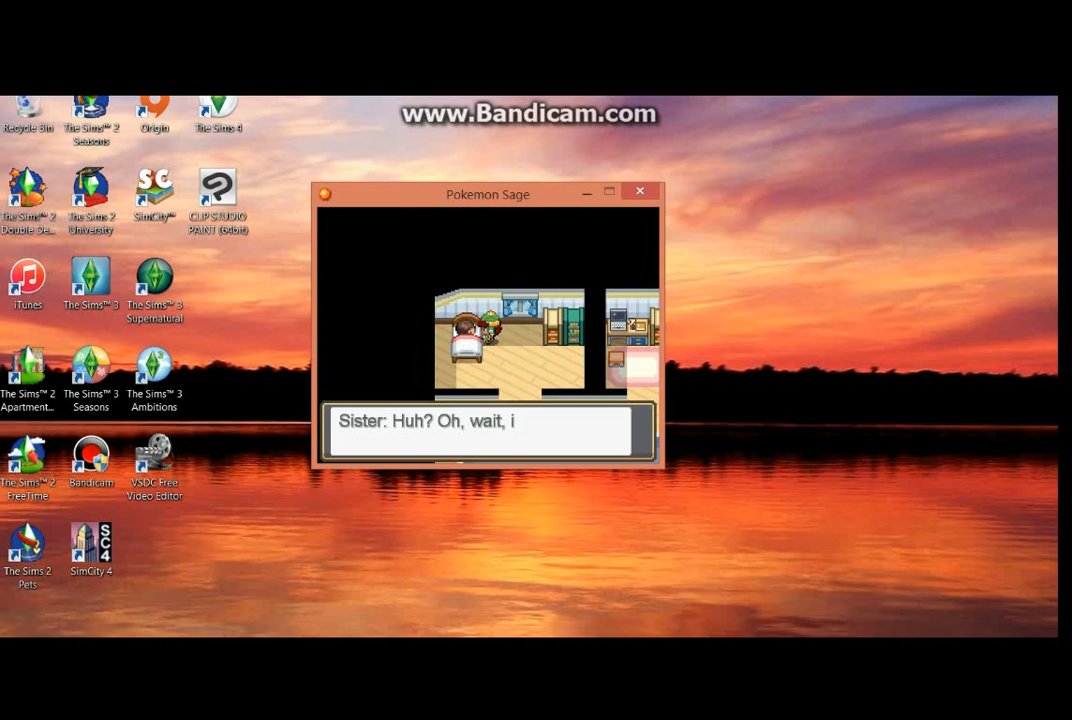 www.Bandicam.com
Recycle Bin
The Sims™ 2
Seasons
Origin
The Sims 4
Pokemon Sage
SC
The Sims™ 2
Double De...
The Sims 2
University
SimCity™
CLIP STUDIO
PAINT (64bit)
iTunes
The Sims™ 3
The Sims™ 3
Supernatural
The Sims™ 2
Apartment...
The Sims™ 3
Seasons
The Sims™ 3
Ambitions
Sister: Huh? Oh, wait, i
The Sims™ 2
FreeTime
Bandicam
VSDC Free
Video Editor
SC4
The Sims 2
Pets
SimCity 4